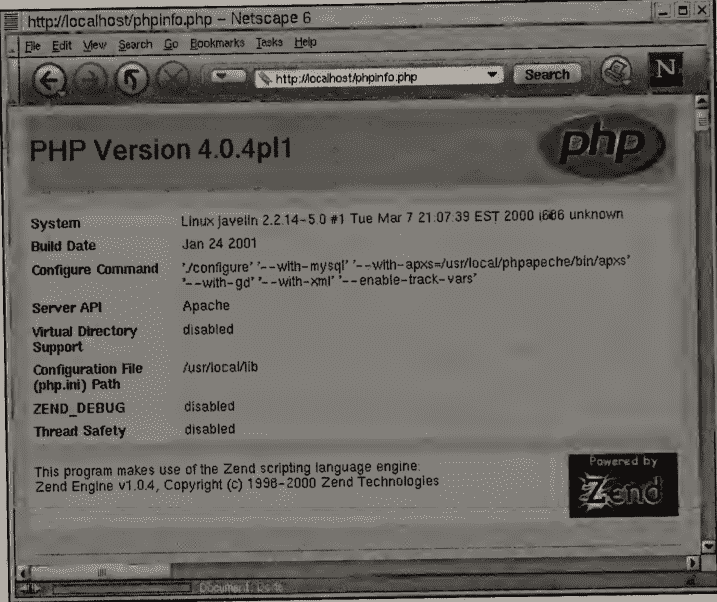 http://localhost/phpinfo.php - Netscape 6
File Edit View Search Go Bookmarks Tasks Help
http://localhost/phpinfo.php Search N
PHP Version 4.0.4pl1 php
System Linux javelin 2.2.14-5.0 #1 Tue Mar 7 21:07:39 EST 2000 i686 unknown
Build Date Jan 24 2001
Configure Command './configure' '--with-mysql' '--with-apxs=/usr/local/phpapeche/bin/apxs'
'--with-gd' '--with-xml' '--enable-track-vars'
Server API Apache
Virtual Directory disabled
Support
Configuration File /usr/local/lib
(php.ini) Path
ZEND_DEBUG disabled
Thread Safety disabled
This program makes use of the Zend scripting language engine:
Zend Engine v1.0.4, Copyright (c) 1998-2000 Zend Technologies
Powered by
Zend
Document: